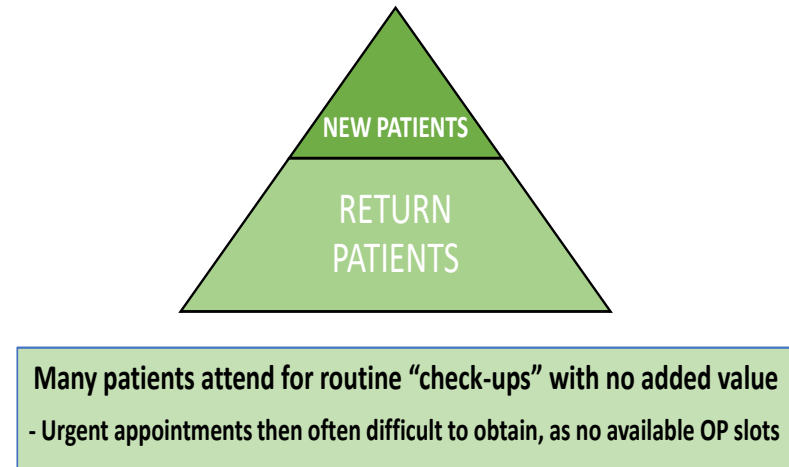 NEW PATIENTS
RETURN
PATIENTS
Many patients attend for routine “check-ups” with no added value
- Urgent appointments then often difficult to obtain, as no available OP slots